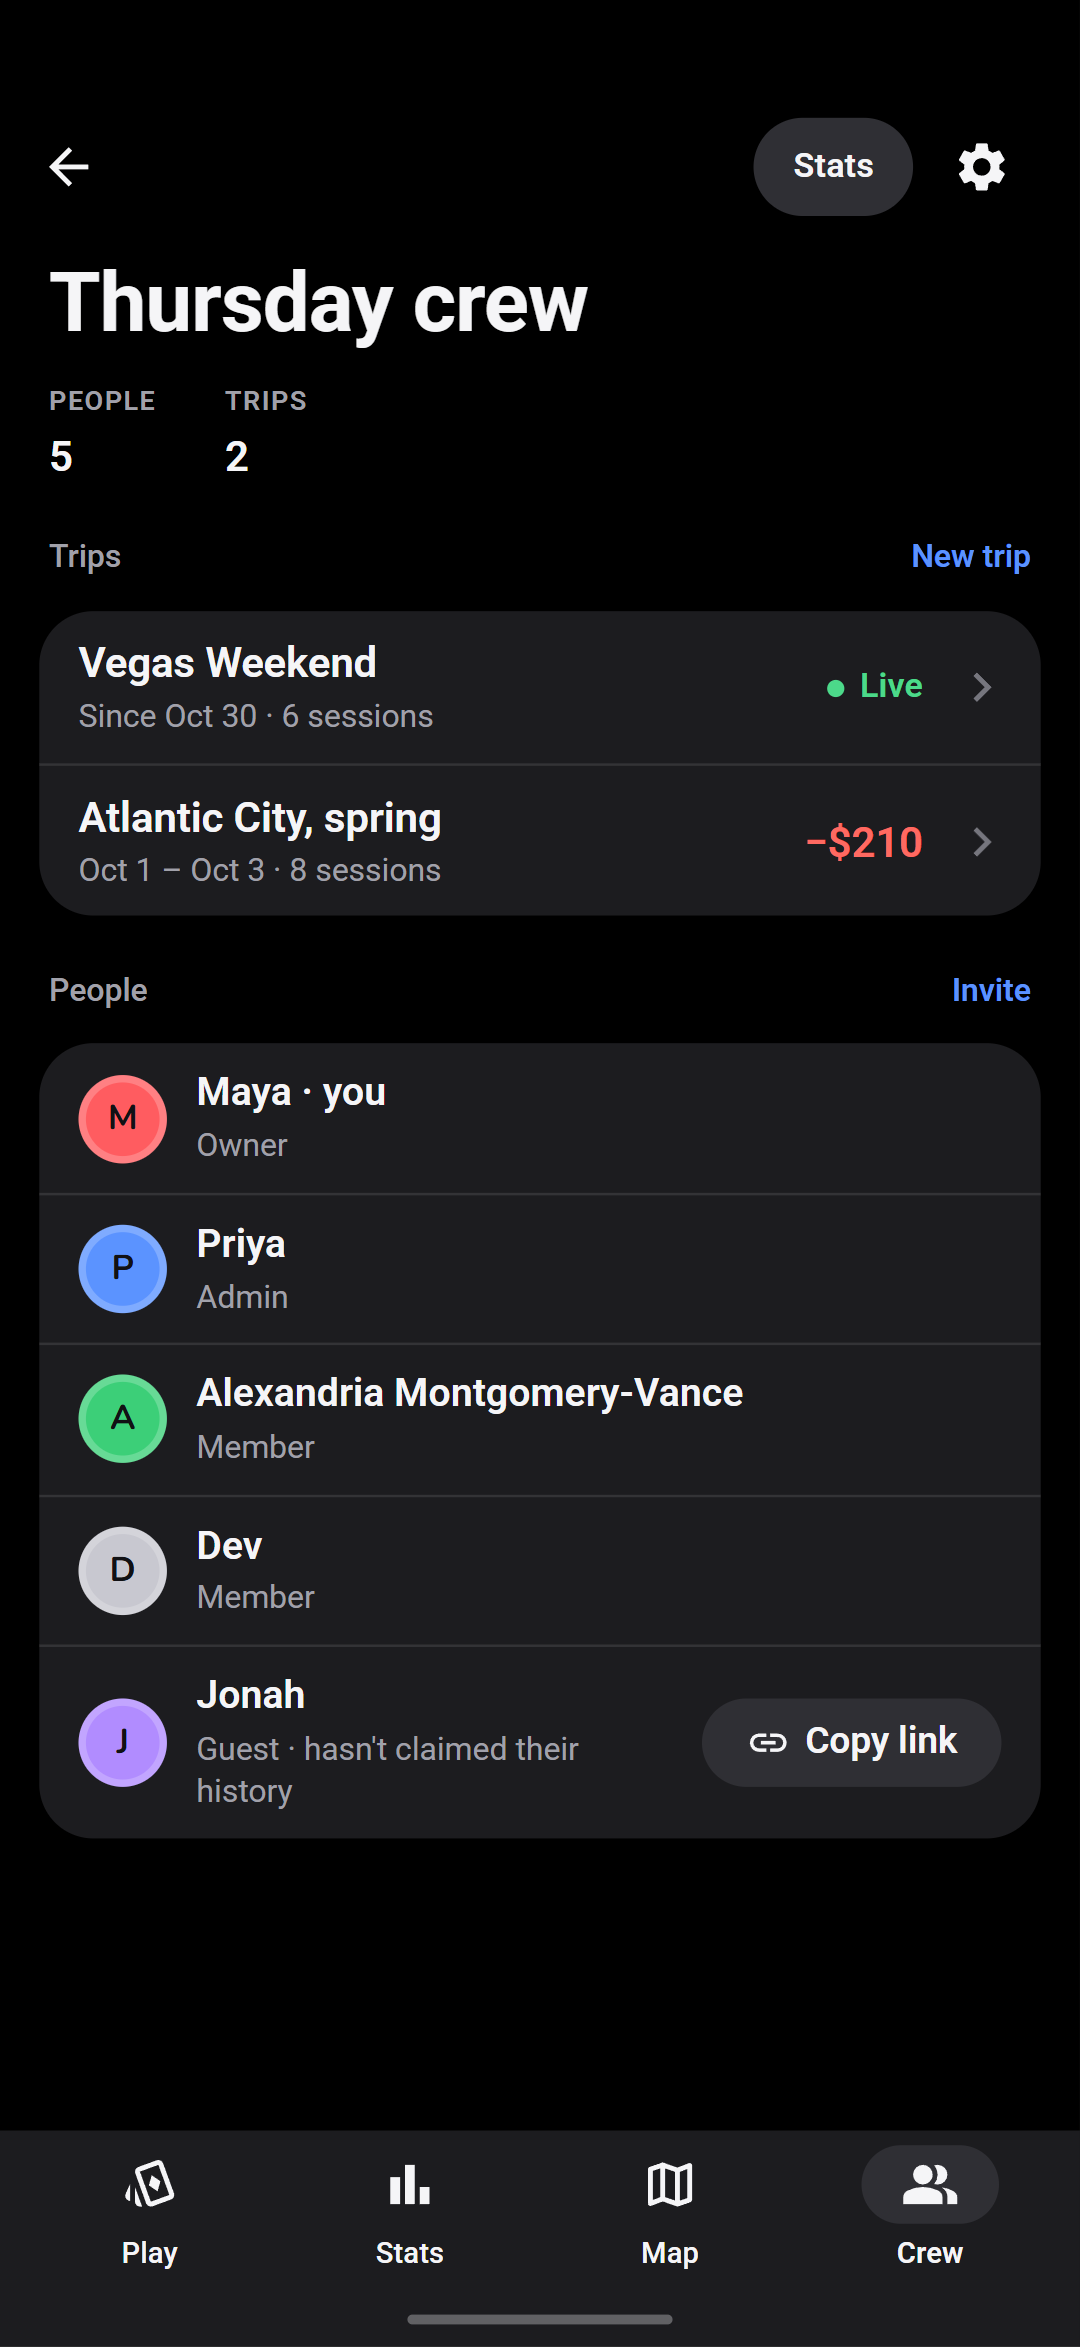 Stats
Thursday crew
PEOPLE TRIPS
5 2
Trips New trip
Vegas Weekend
Since Oct 30 · 6 sessions
Live
Atlantic City, spring
Oct 1 – Oct 3 · 8 sessions
−$210
People Invite
M
Maya · you
Owner
P
Priya
Admin
A
Alexandria Montgomery-Vance
Member
D
Dev
Member
J
Jonah
Guest · hasn't claimed their
history
Copy link
Play Stats Map Crew